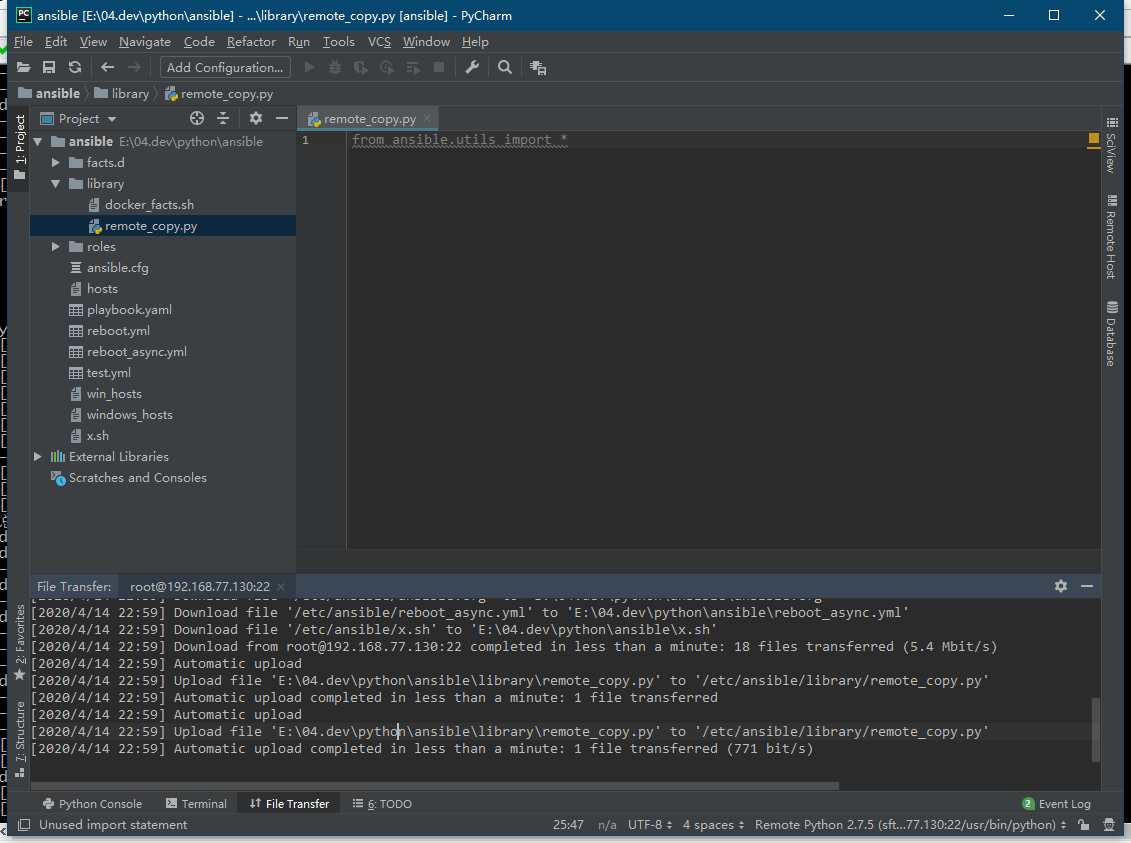 ansible [E:\04.dev\python\ansible] - ...\library\remote_copy.py [ansible] - PyCharm
File Edit View Navigate Code Refactor Run Tools VCS Window Help
Add Configuration...
ansible library remote_copy.py
1: Project
Project
remote_copy.py
ansible E:\04.dev\python\ansible
facts.d
library
docker_facts.sh
remote_copy.py
roles
ansible.cfg
hosts
playbook.yaml
reboot.yml
reboot_async.yml
test.yml
win_hosts
windows_hosts
x.sh
External Libraries
Scratches and Consoles
1 from ansible.utils import *
SciView
Remote Host
Database
File Transfer: root@192.168.77.130:22
[2020/4/14 22:59] Download file '/etc/ansible/reboot_async.yml' to 'E:\04.dev\python\ansible\reboot_async.yml'
[2020/4/14 22:59] Download file '/etc/ansible/x.sh' to 'E:\04.dev\python\ansible\x.sh'
[2020/4/14 22:59] Download from root@192.168.77.130:22 completed in less than a minute: 18 files transferred (5.4 Mbit/s)
[2020/4/14 22:59] Automatic upload
[2020/4/14 22:59] Upload file 'E:\04.dev\python\ansible\library\remote_copy.py' to '/etc/ansible/library/remote_copy.py'
[2020/4/14 22:59] Automatic upload completed in less than a minute: 1 file transferred
[2020/4/14 22:59] Automatic upload
[2020/4/14 22:59] Upload file 'E:\04.dev\python\ansible\library\remote_copy.py' to '/etc/ansible/library/remote_copy.py'
[2020/4/14 22:59] Automatic upload completed in less than a minute: 1 file transferred (771 bit/s)
2: Favorites
7: Structure
Python Console Terminal File Transfer 6: TODO 2 Event Log
Unused import statement 25:47 n/a UTF-8 4 spaces Remote Python 2.7.5 (sft...77.130:22/usr/bin/python)